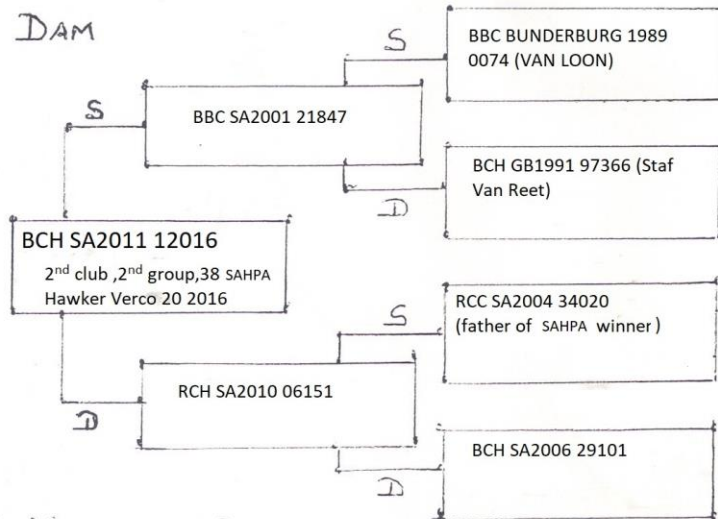 DAM
S
BBC BUNDERBURG 1989
0074 (VAN LOON)
S
BBC SA2001 21847
BCH GB1991 97366 (Staf
Van Reet)
D
BCH SA2011 12016
2nd club ,2nd group,38 SAHPA
Hawker Verco 20 2016
S
RCC SA2004 34020
(father of SAHPA winner )
RCH SA2010 06151
D
BCH SA2006 29101
D